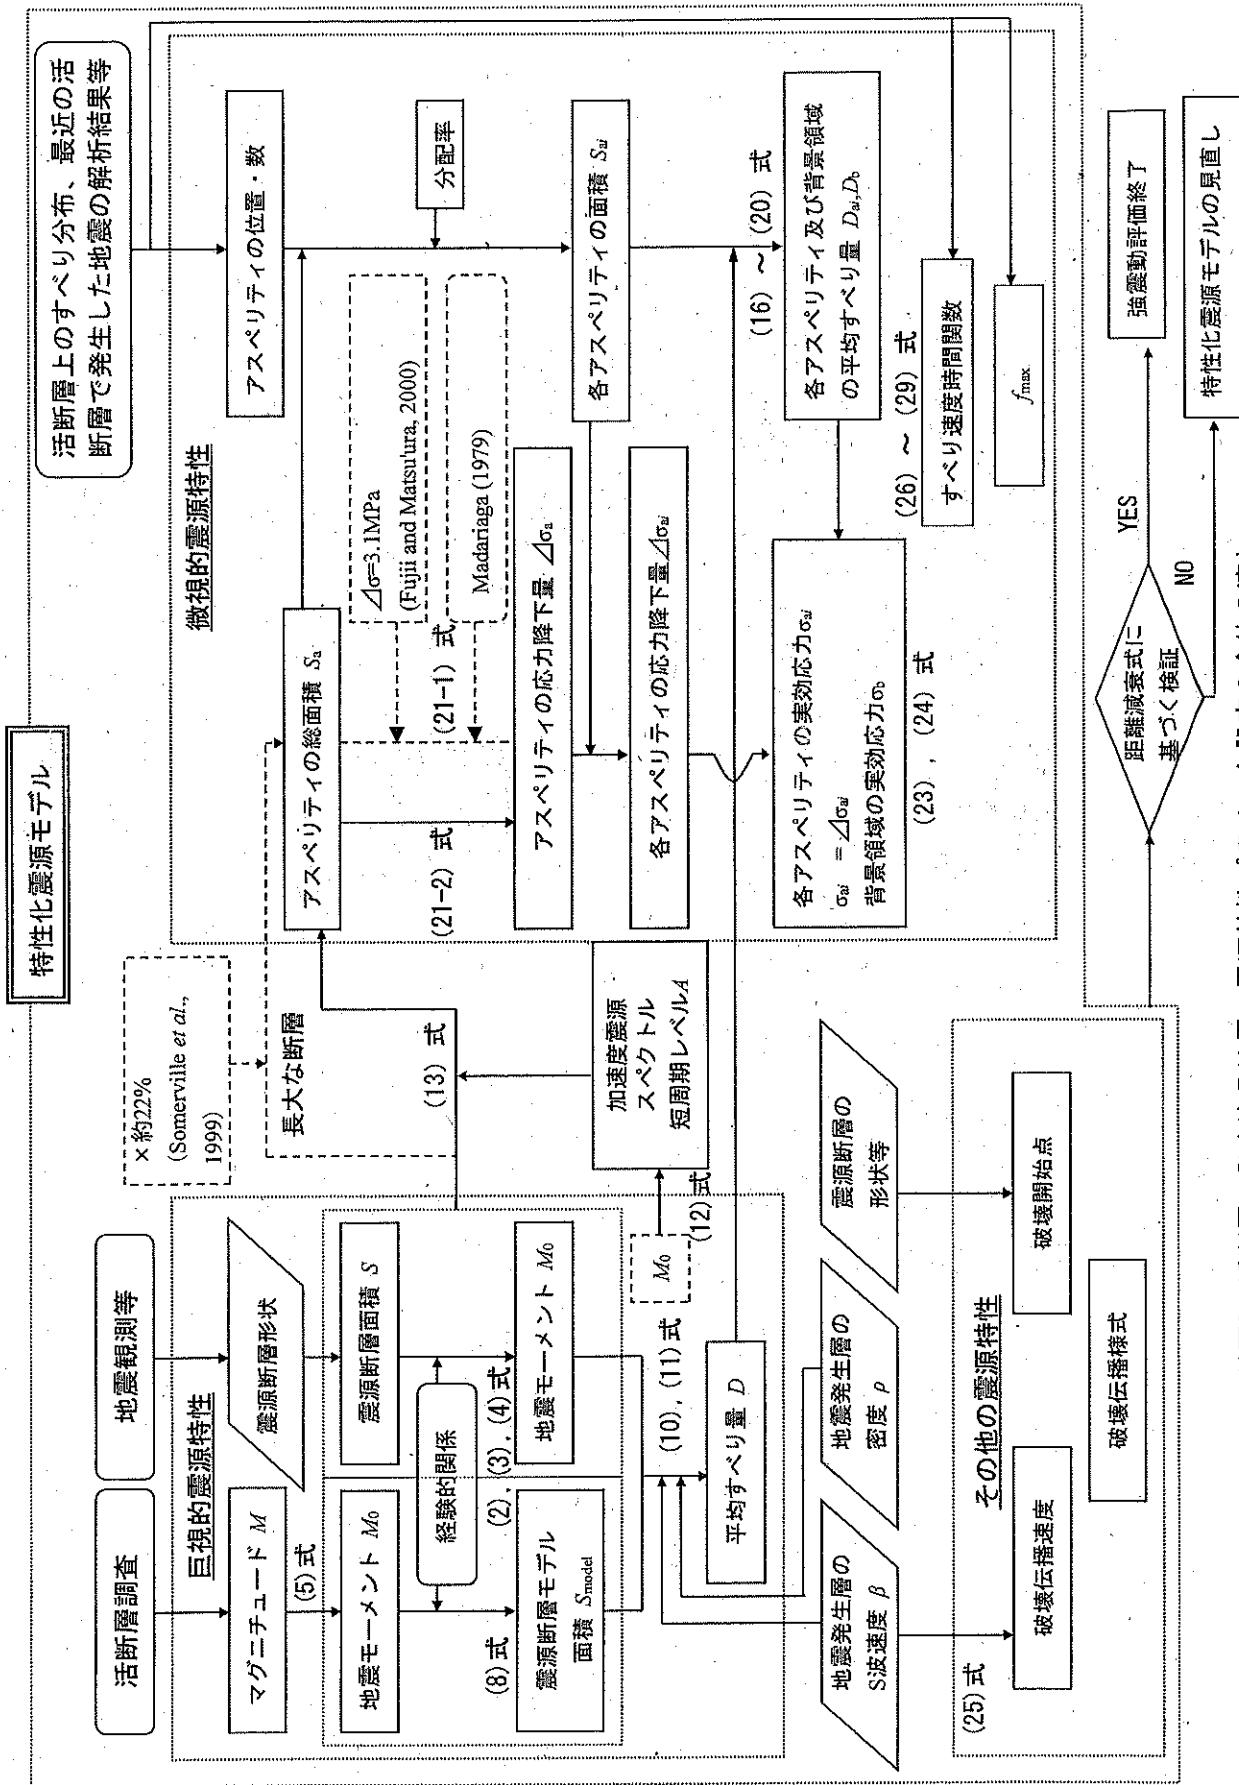 特性化震源モデル
活断層調査
地震観測等
× 約22%
(Somerville et al.,
1999)
活断層上のすべり分布、最近の活
断層で発生した地震の解析結果等
巨視的震源特性
マグニチュード M
震源断層形状
(5)式
地震モーメント M₀
震源断層面積 S
経験的関係
(8)式
(2), (3), (4)式
震源断層モデル
面積 Smodel
地震モーメント M₀
(10), (11)式
平均すべり量 D
M₀
(12)式
長大な断層
(13) 式
加速度震源
スペクトル
短周期レベルA
微視的震源特性
アスペリティの総面積 Sa
アスペリティの位置・数
(21-2) 式
(21-1) 式
⊿σ=3.1MPa
(Fujii and Matsu'ura, 2000)
Madariaga (1979)
分配率
アスペリティの応力降下量 ⊿σa
各アスペリティの面積 Sai
各アスペリティの応力降下量⊿σai
(16) ～ (20) 式
各アスペリティの実効応力σai
σai = ⊿σai
背景領域の実効応力σb
(23), (24) 式
各アスペリティ及び背景領域
の平均すべり量 Dai,Db
(26) ～ (29) 式
すべり速度時間関数
fmax
地震発生層の
S波速度 β
地震発生層の
密度 ρ
震源断層の
形状等
(25)式
その他の震源特性
破壊伝播速度
破壊開始点
破壊伝播様式
距離減衰式に
基づく検証
YES
NO
強震動評価終了
特性化震源モデルの見直し